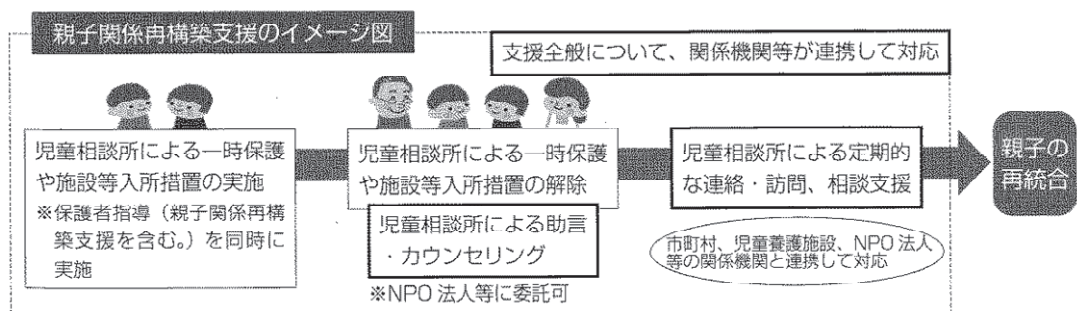 親子関係再構築支援のイメージ図
支援全般について、関係機関等が連携して対応
児童相談所による一時保護
や施設等入所措置の実施
※保護者指導（親子関係再構
築支援を含む。）を同時に
実施
児童相談所による一時保護
や施設等入所措置の解除
児童相談所による助言
・カウンセリング
※NPO法人等に委託可
児童相談所による定期的
な連絡・訪問、相談支援
市町村、児童養護施設、NPO法人
等の関係機関と連携して対応
親子の
再統合